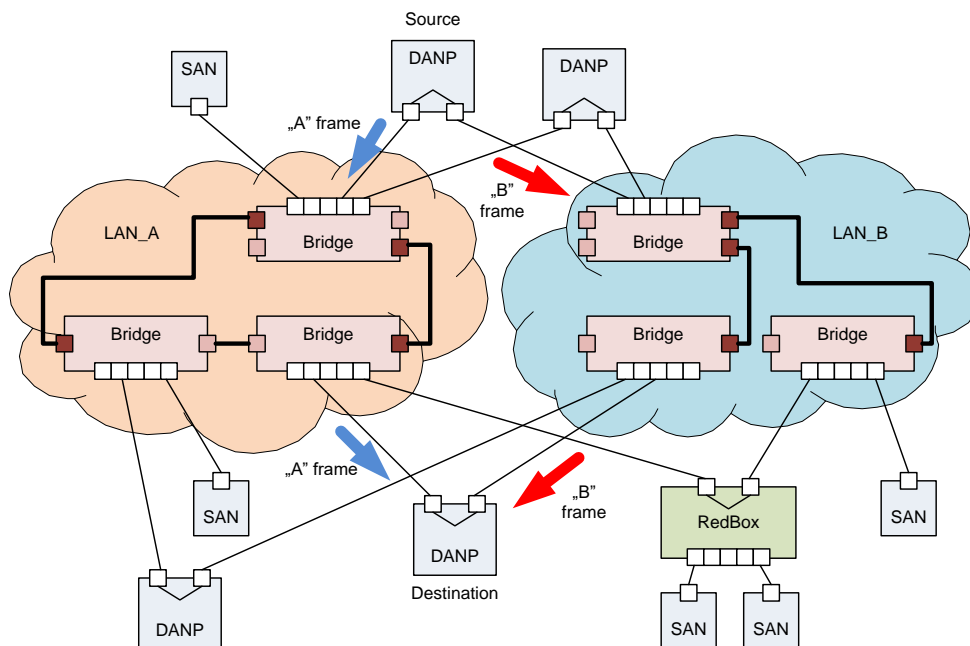 Source
SAN
DANP
DANP
„A” frame
„B”
frame
LAN_A
Bridge
Bridge
LAN_B
Bridge
Bridge
Bridge
Bridge
„A” frame
„B”
frame
SAN
DANP
RedBox
SAN
Destination
DANP
SAN
SAN